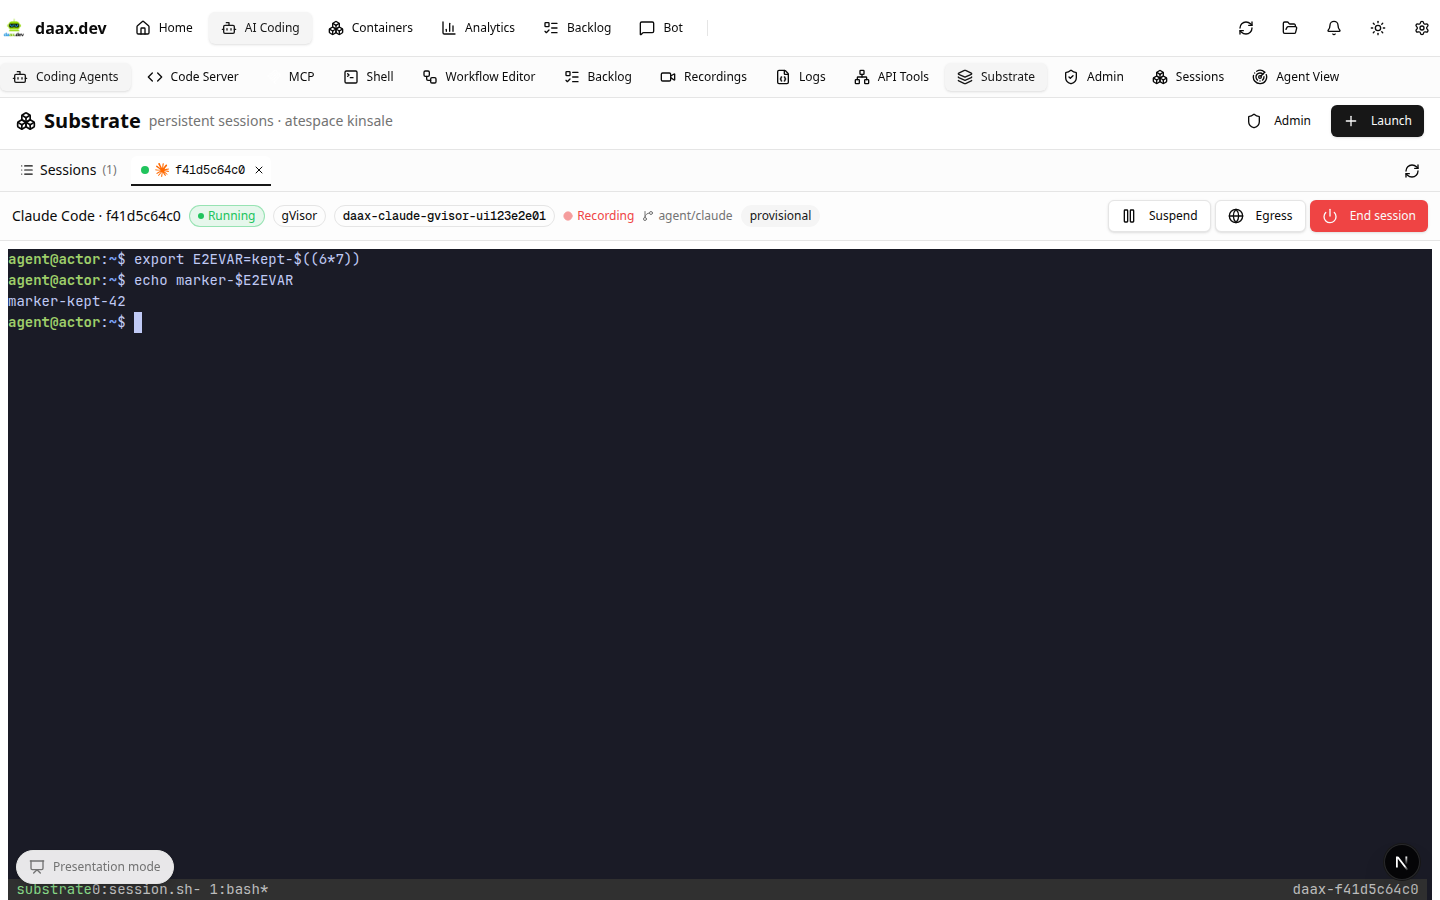 daax.dev Home AI Coding Containers Analytics Backlog Bot
Coding Agents Code Server MCP Shell Workflow Editor Backlog Recordings Logs API Tools Substrate Admin Sessions Agent View
Substrate persistent sessions · atespace kinsale Admin Launch
Sessions (1) f41d5c64c0
Claude Code · f41d5c64c0 Running gVisor daax-claude-gvisor-ui123e2e01 Recording agent/claude provisional Suspend Egress End session
agent@actor:~$ export E2EVAR=kept-$((6*7))
agent@actor:~$ echo marker-$E2EVAR
marker-kept-42
agent@actor:~$
Presentation mode
substrate0:session.sh- 1:bash* daax-f41d5c64c0